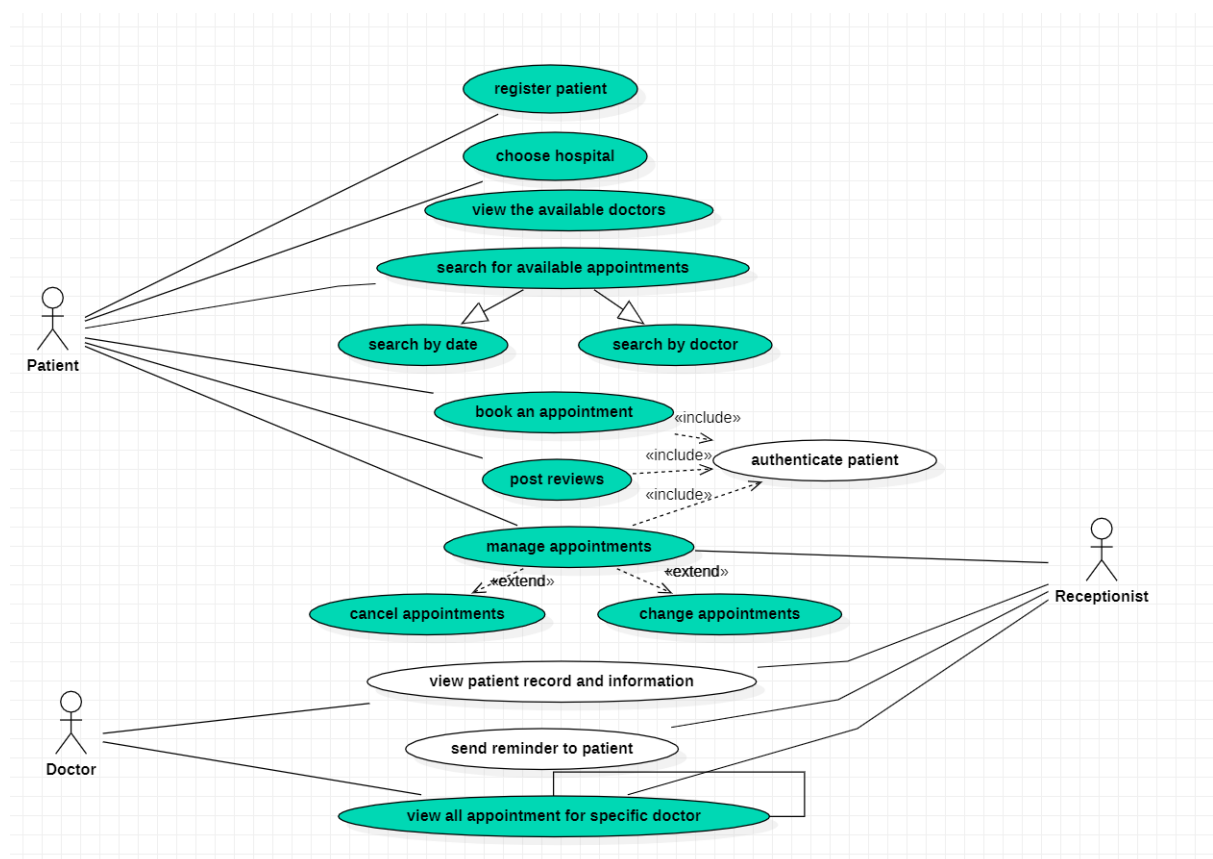 register patient
choose hospital
view the available doctors
search for available appointments
search by date
search by doctor
Patient
book an appointment
«include»
authenticate patient
«include»
post reviews
«include»
manage appointments
«extend»
«extend»
Receptionist
cancel appointments
change appointments
view patient record and information
send reminder to patient
Doctor
view all appointment for specific doctor